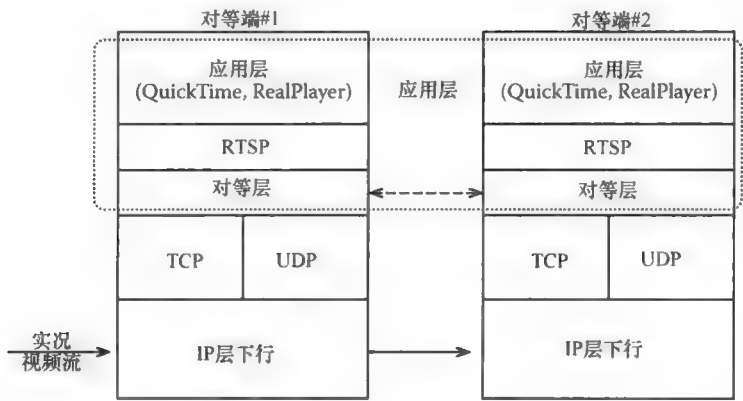 对等端#1
对等端#2
应用层
(QuickTime, RealPlayer)
应用层
应用层
(QuickTime, RealPlayer)
RTSP
RTSP
对等层
对等层
TCP
UDP
TCP
UDP
实况
视频流
IP层下行
IP层下行